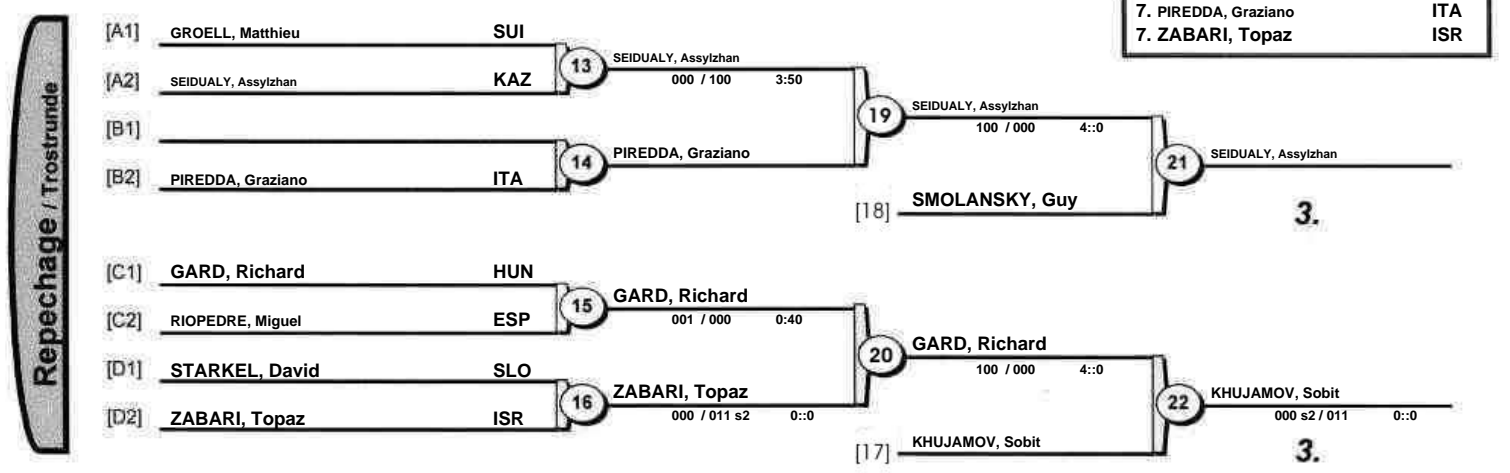 7. PIREDDA, Graziano ITA
7. ZABARI, Topaz ISR
Repechage / Trostrunde
[A1] GROELL, Matthieu SUI
13 SEIDUALY, Assylzhan
000 / 100 3:50
[A2] SEIDUALY, Assylzhan KAZ
19 SEIDUALY, Assylzhan
100 / 000 4::0
[B1]
14 PIREDDA, Graziano
[B2] PIREDDA, Graziano ITA
21 SEIDUALY, Assylzhan
[18] SMOLANSKY, Guy
3.
[C1] GARD, Richard HUN
15 GARD, Richard
001 / 000 0:40
[C2] RIOPEDRE, Miguel ESP
20 GARD, Richard
100 / 000 4::0
[D1] STARKEL, David SLO
16 ZABARI, Topaz
000 / 011 s2 0::0
[D2] ZABARI, Topaz ISR
22 KHUJAMOV, Sobit
000 s2 / 011 0::0
[17] KHUJAMOV, Sobit
3.